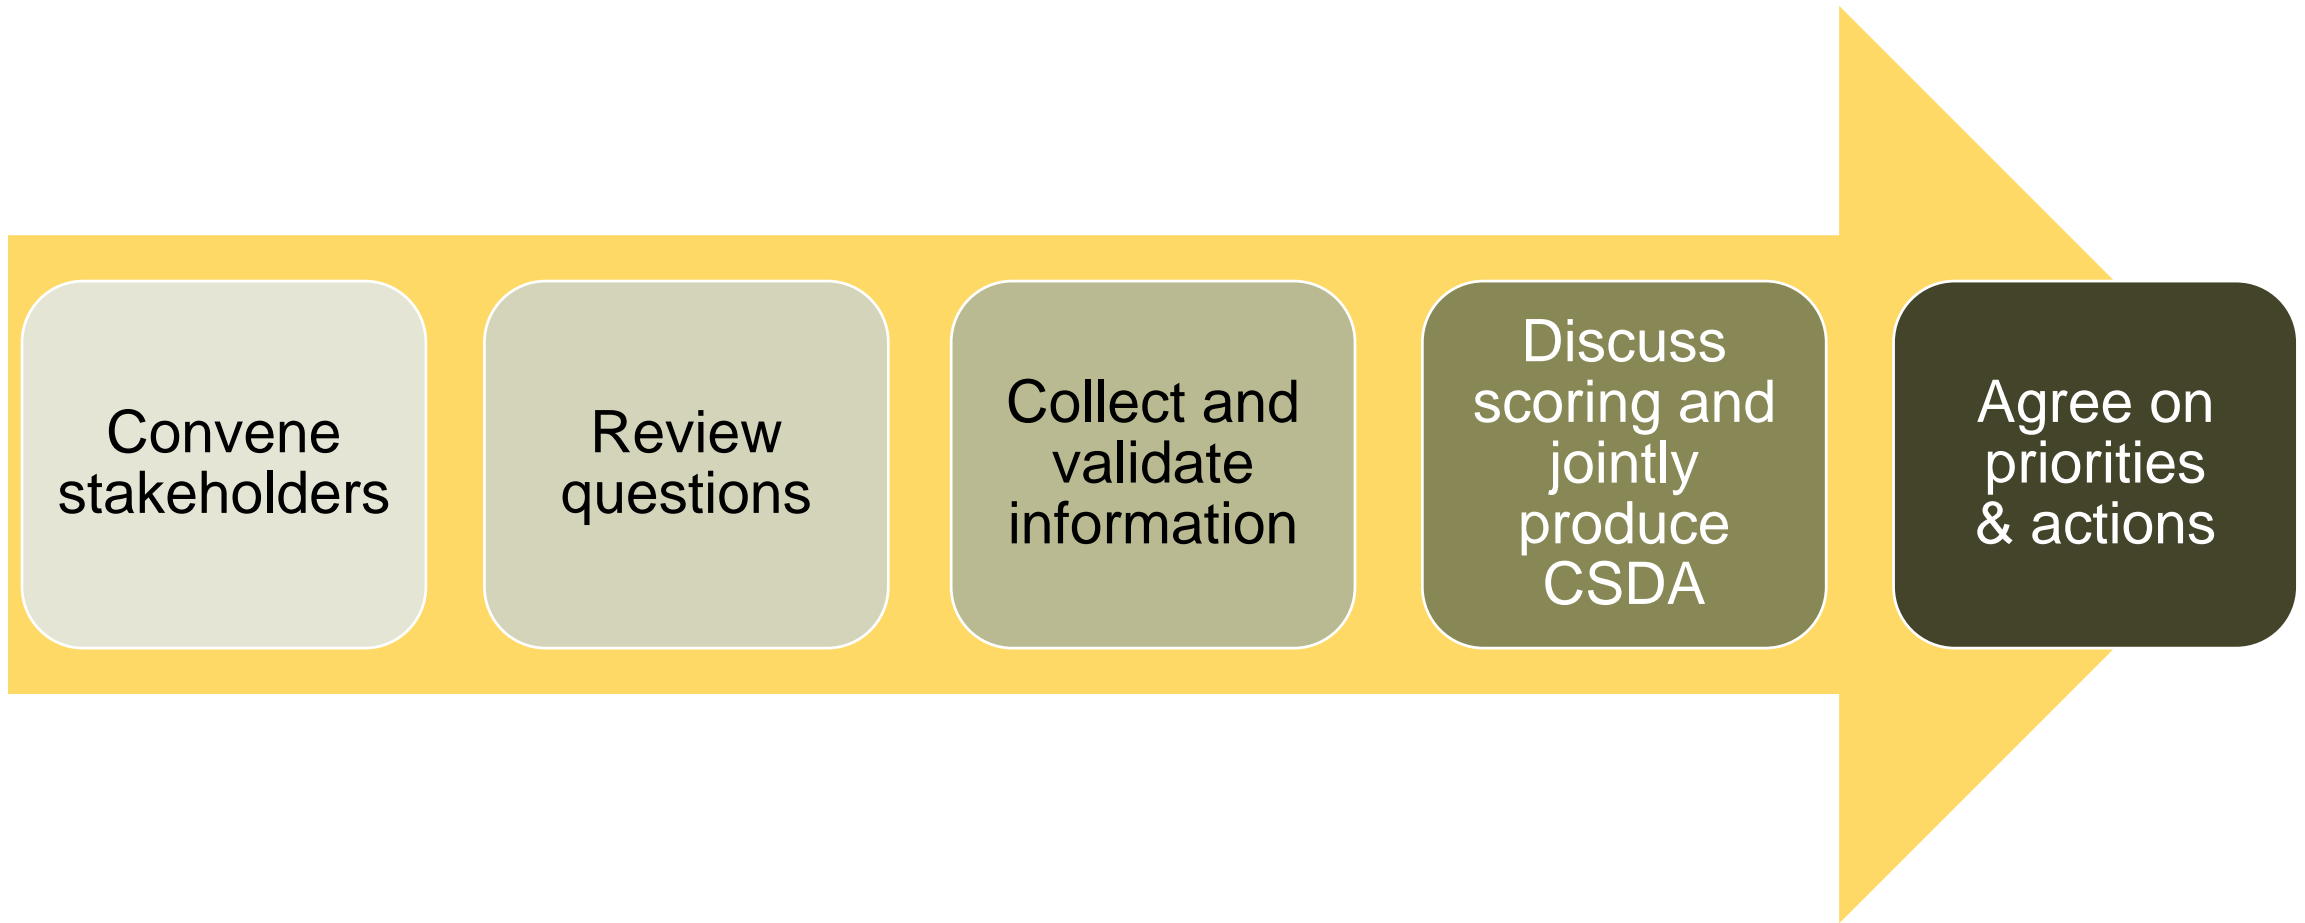 Convene
stakeholders
Review
questions
Collect and
validate
information
Discuss
scoring and
jointly
produce
CSDA
Agree on
priorities
& actions